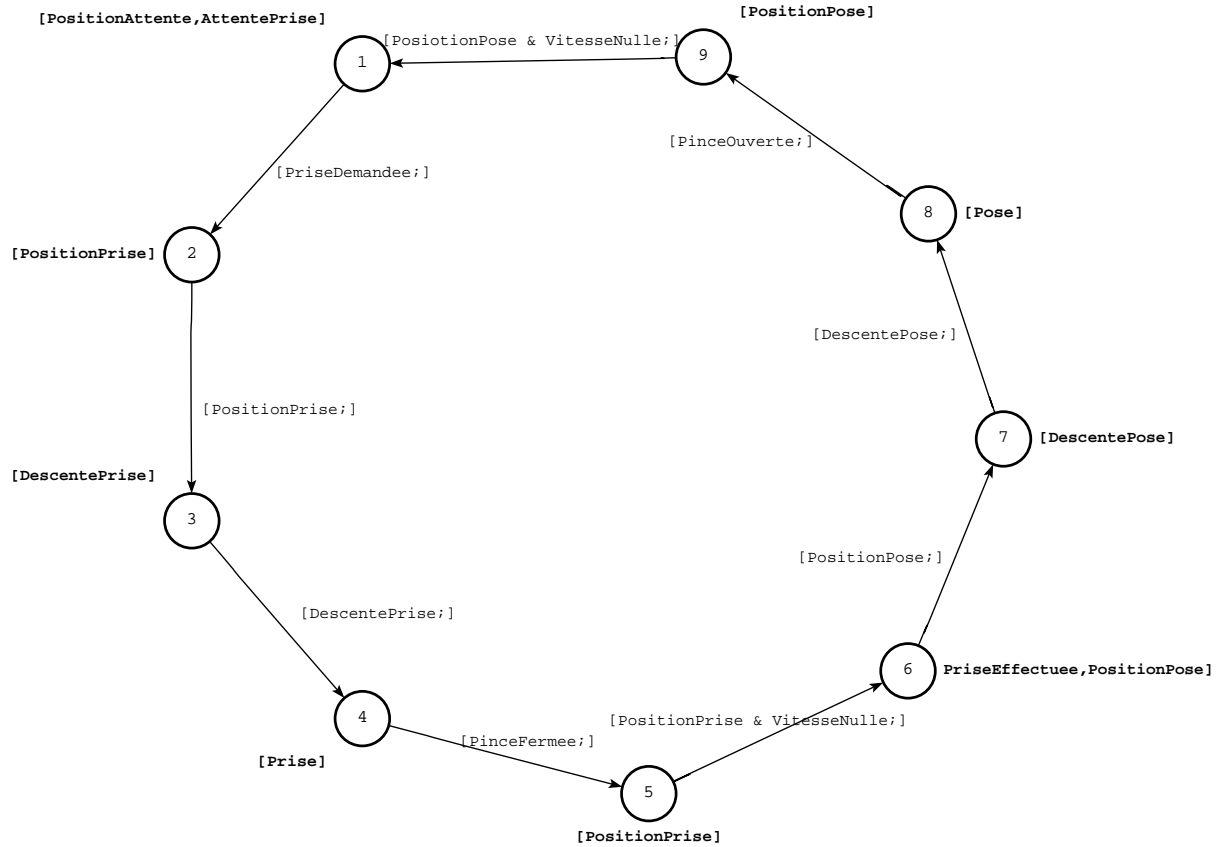 [PositionPose]
[PositionAttente,AttentePrise]
[PosiotionPose & VitesseNulle;]
9
1
[PinceOuverte;]
[PriseDemandee;]
8
[Pose]
2
[PositionPrise]
[DescentePose;]
[PositionPrise;]
7
[DescentePose]
[DescentePrise]
3
[PositionPose;]
[DescentePrise;]
6
PriseEffectuee,PositionPose]
4
[PositionPrise & VitesseNulle;]
[PinceFermee;]
[Prise]
5
[PositionPrise]